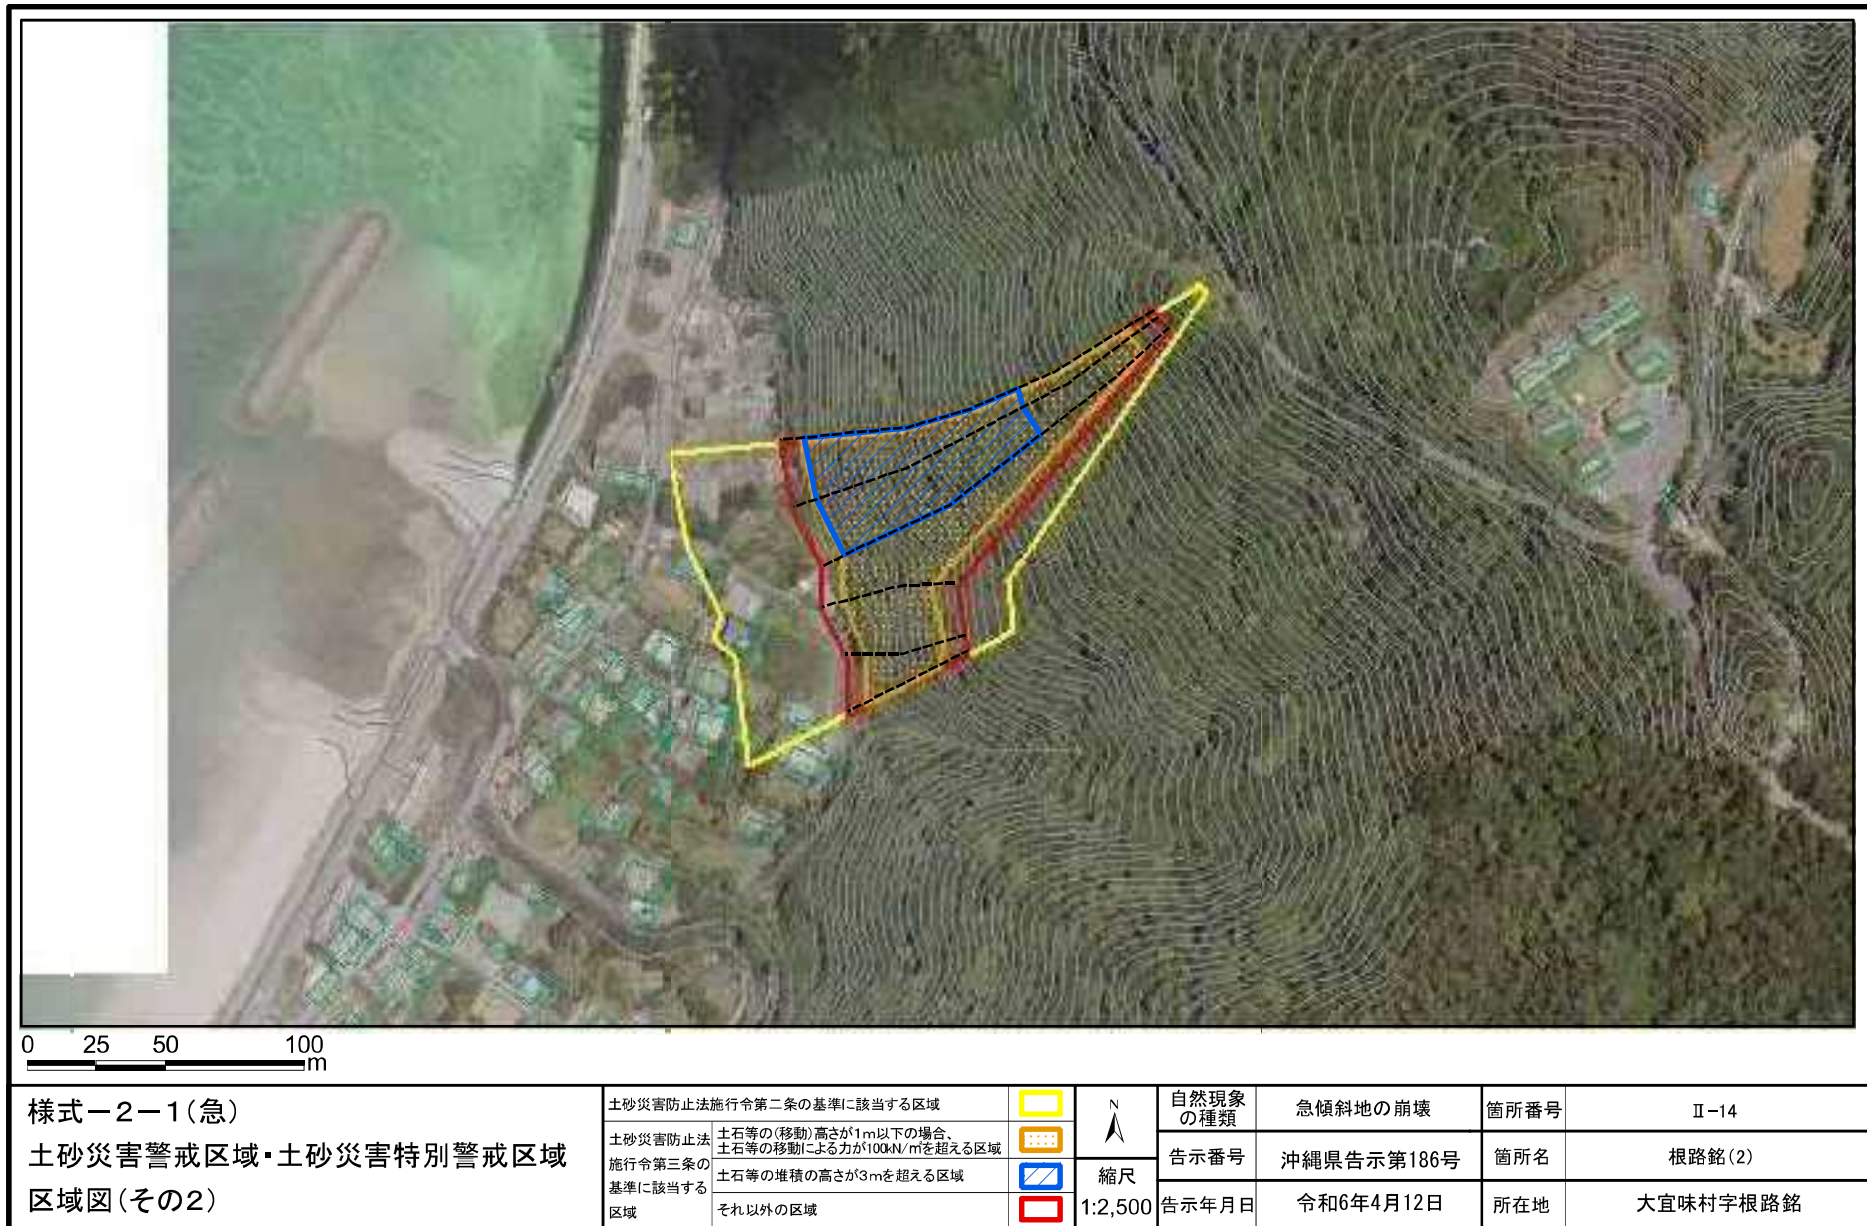 0 25 50 100
m
様式－2－1(急)
土砂災害警戒区域・土砂災害特別警戒区域
区域図(その2)
土砂災害防止法施行令第二条の基準に該当する区域
土砂災害防止法
施行令第三条の
基準に該当する
区域
土石等の(移動)高さが1m以下の場合、
土石等の移動による力が100kN/㎡を超える区域
土石等の堆積の高さが3mを超える区域
それ以外の区域
N
縮尺
1:2,500
自然現象
の種類
急傾斜地の崩壊
箇所番号
Ⅱ-14
告示番号
沖縄県告示第186号
箇所名
根路銘(2)
告示年月日
令和6年4月12日
所在地
大宜味村字根路銘